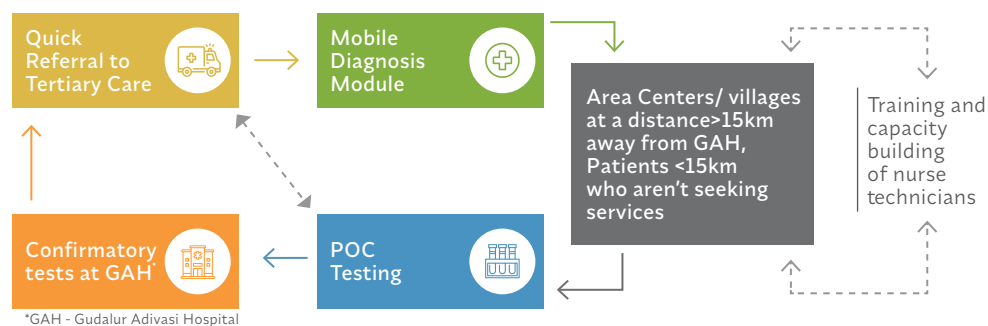 Quick
Referral to
Tertiary Care
Mobile
Diagnosis
Module
Area Centers/ villages
at a distance>15km
away from GAH,
Patients <15km
who aren't seeking
services
Training and
capacity
building
of nurse
technicians
Confirmatory
tests at GAH*
POC
Testing
*GAH - Gudalur Adivasi Hospital